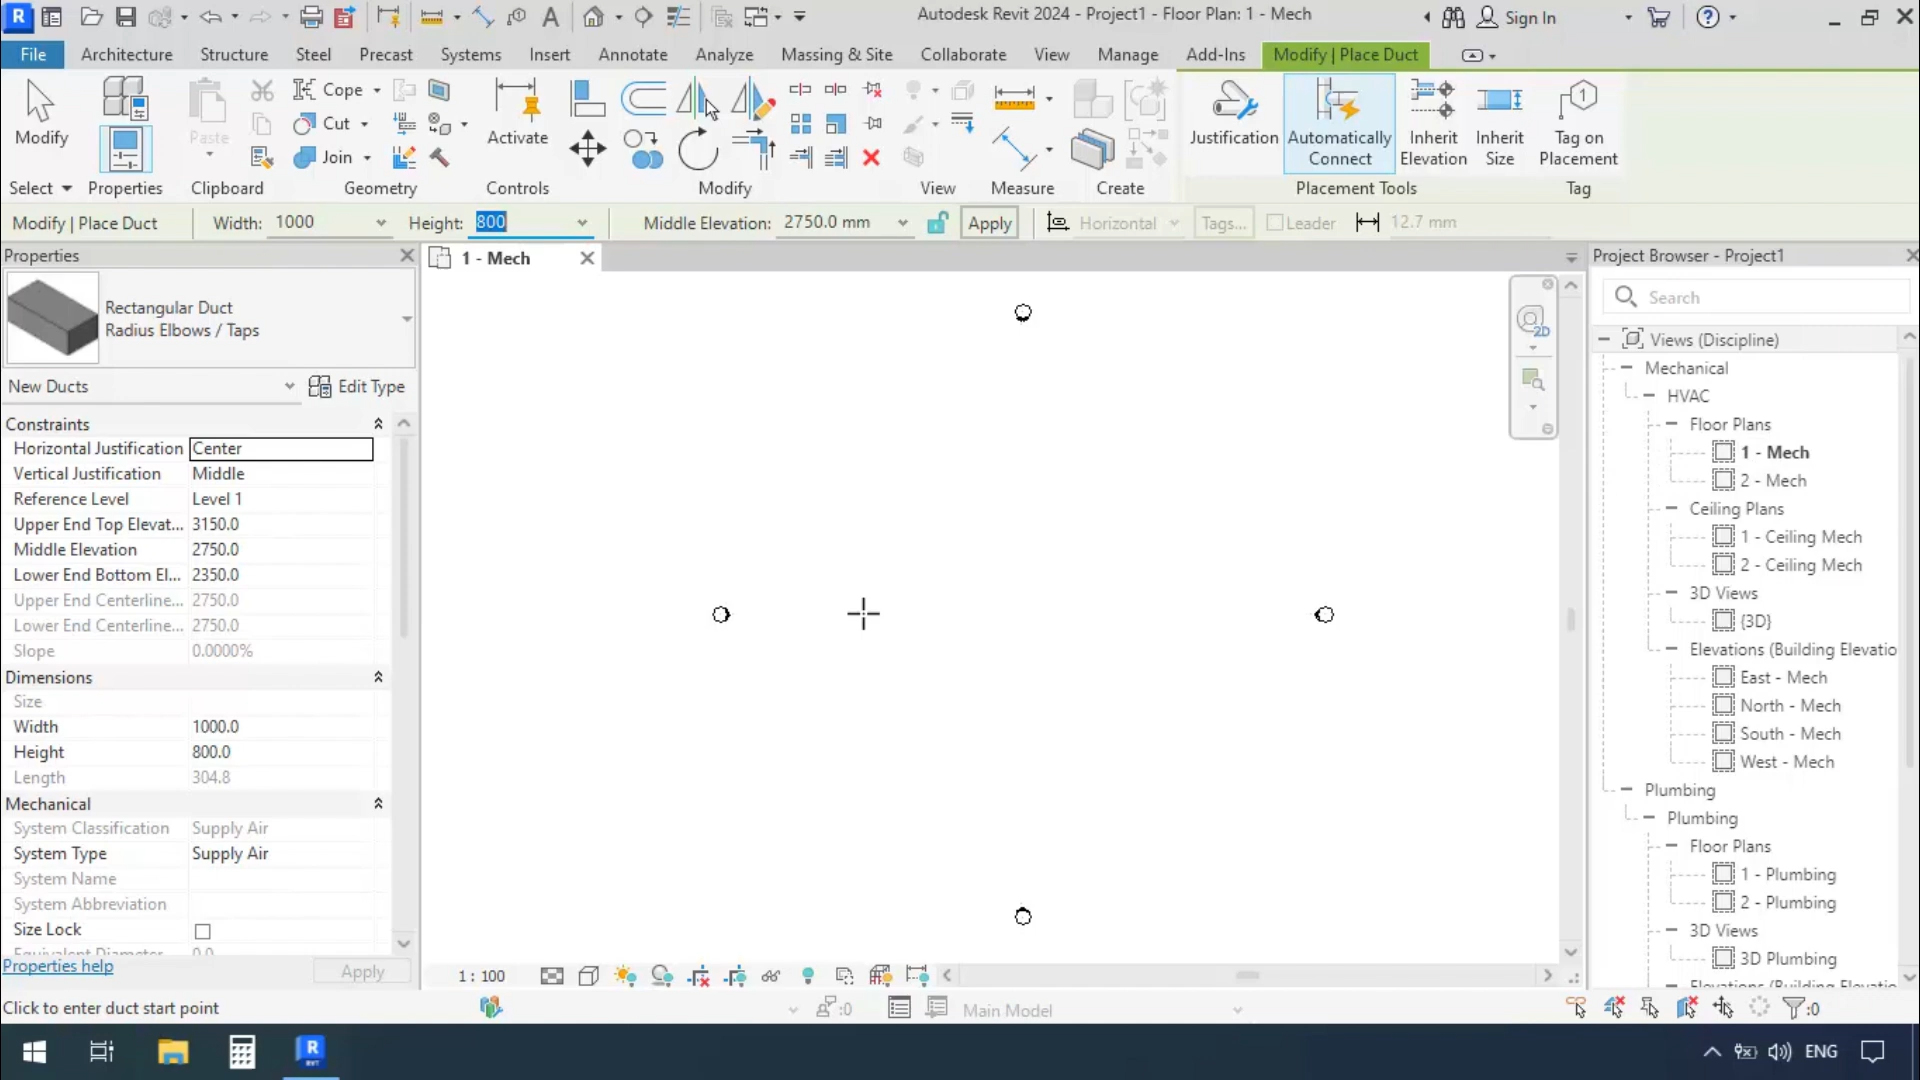 R
Autodesk Revit 2024 - Project1 - Floor Plan: 1 - Mech
Sign In
File
Architecture
Structure
Steel
Precast
Systems
Insert
Annotate
Analyze
Massing & Site
Collaborate
View
Manage
Add-Ins
Modify | Place Duct
Modify
Paste
Cope
Cut
Join
Activate
Justification
Automatically
Connect
Inherit
Elevation
Inherit
Size
Tag on
Placement
Select
Properties
Clipboard
Geometry
Controls
Modify
View
Measure
Create
Placement Tools
Tag
Modify | Place Duct
Width: 1000
Height: 800
Middle Elevation: 2750.0 mm
Apply
Horizontal
Tags...
Leader
12.7 mm
Properties
Rectangular Duct
Radius Elbows / Taps
New Ducts
Edit Type
Constraints
Horizontal Justification Center
Vertical Justification Middle
Reference Level Level 1
Upper End Top Elevat... 3150.0
Middle Elevation 2750.0
Lower End Bottom El... 2350.0
Upper End Centerline... 2750.0
Lower End Centerline... 2750.0
Slope 0.0000%
Dimensions
Size
Width 1000.0
Height 800.0
Length 304.8
Mechanical
System Classification Supply Air
System Type Supply Air
System Name
System Abbreviation
Size Lock
Equivalent Diameter 0.0
Properties help
Apply
1 - Mech
2D
1 : 100
Project Browser - Project1
Search
Views (Discipline)
Mechanical
HVAC
Floor Plans
1 - Mech
2 - Mech
Ceiling Plans
1 - Ceiling Mech
2 - Ceiling Mech
3D Views
{3D}
Elevations (Building Elevatio
East - Mech
North - Mech
South - Mech
West - Mech
Plumbing
Plumbing
Floor Plans
1 - Plumbing
2 - Plumbing
3D Views
3D Plumbing
Elevations (Building Elevatio
Click to enter duct start point
:0
Main Model
:0
R
RVT
ENG